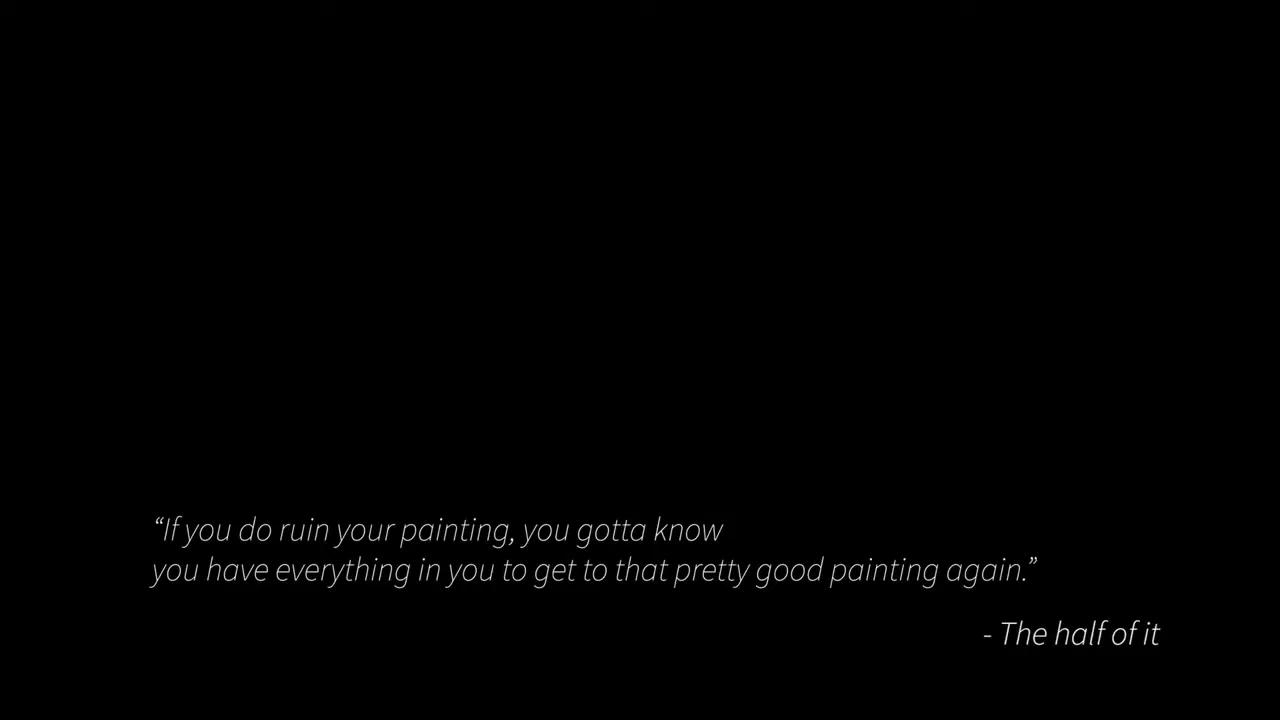 “If you do ruin your painting, you gotta know
you have everything in you to get to that pretty good painting again.”
- The half of it